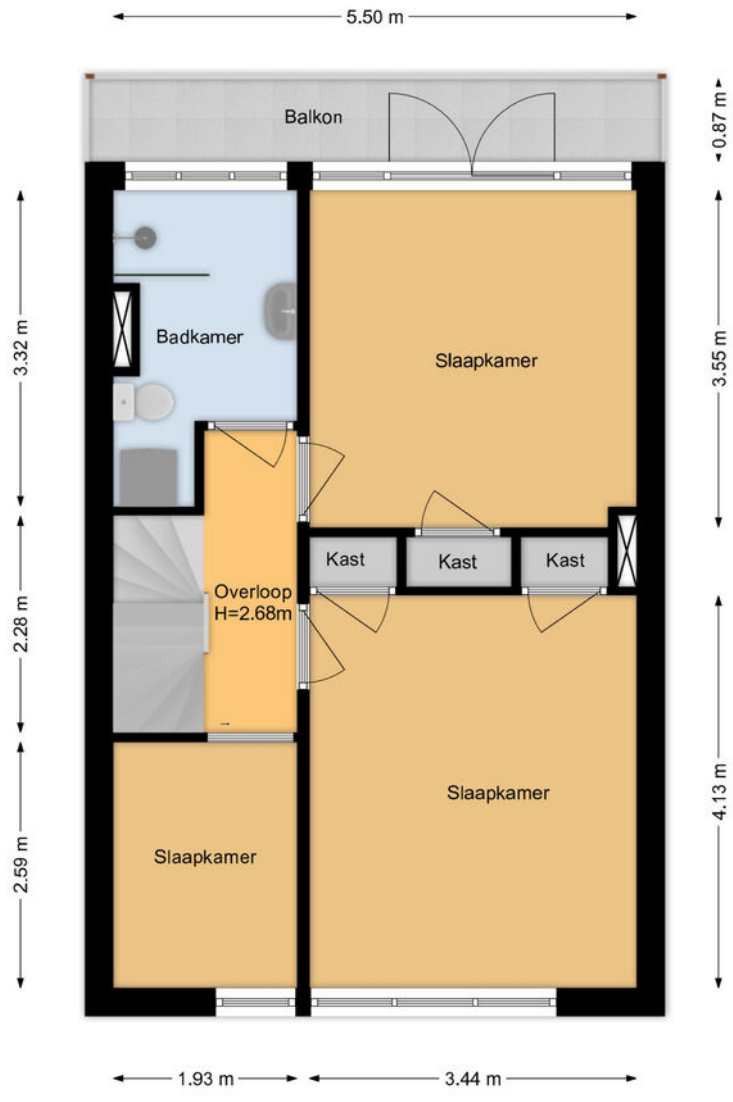 5.50 m
Balkon
0.87 m
3.32 m
Badkamer
Slaapkamer
3.55 m
Kast
Kast
Kast
Overloop
H=2.68m
2.28 m
Slaapkamer
4.13 m
Slaapkamer
2.59 m
1.93 m
3.44 m